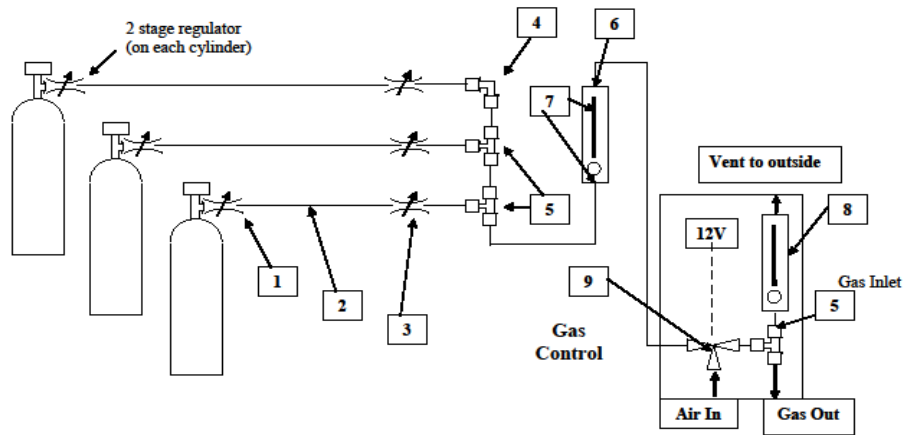 2 stage regulator
(on each cylinder)
4
6
7
Vent to outside
5
8
12V
1
9
Gas Inlet
2
5
3
Gas
Control
Air In
Gas Out